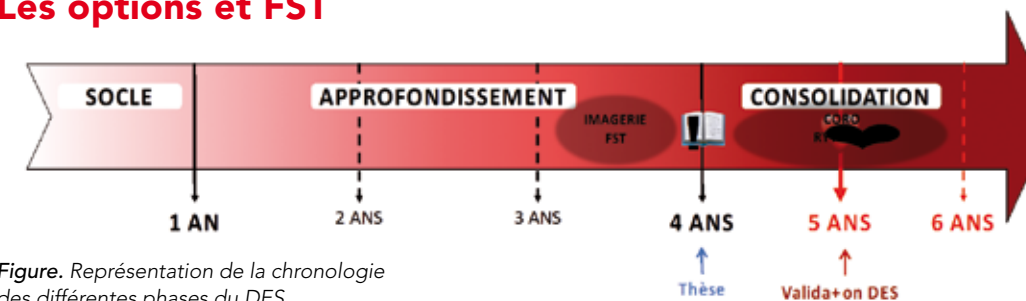 Les options et FST
SOCLE
APPROFONDISSEMENT
CONSOLIDATION
IMAGERIE
FST
CORO
1 AN
2 ANS
3 ANS
4 ANS
5 ANS
6 ANS
Thèse
Valida+on DES
Figure. Représentation de la chronologie
des différentes phases du DES